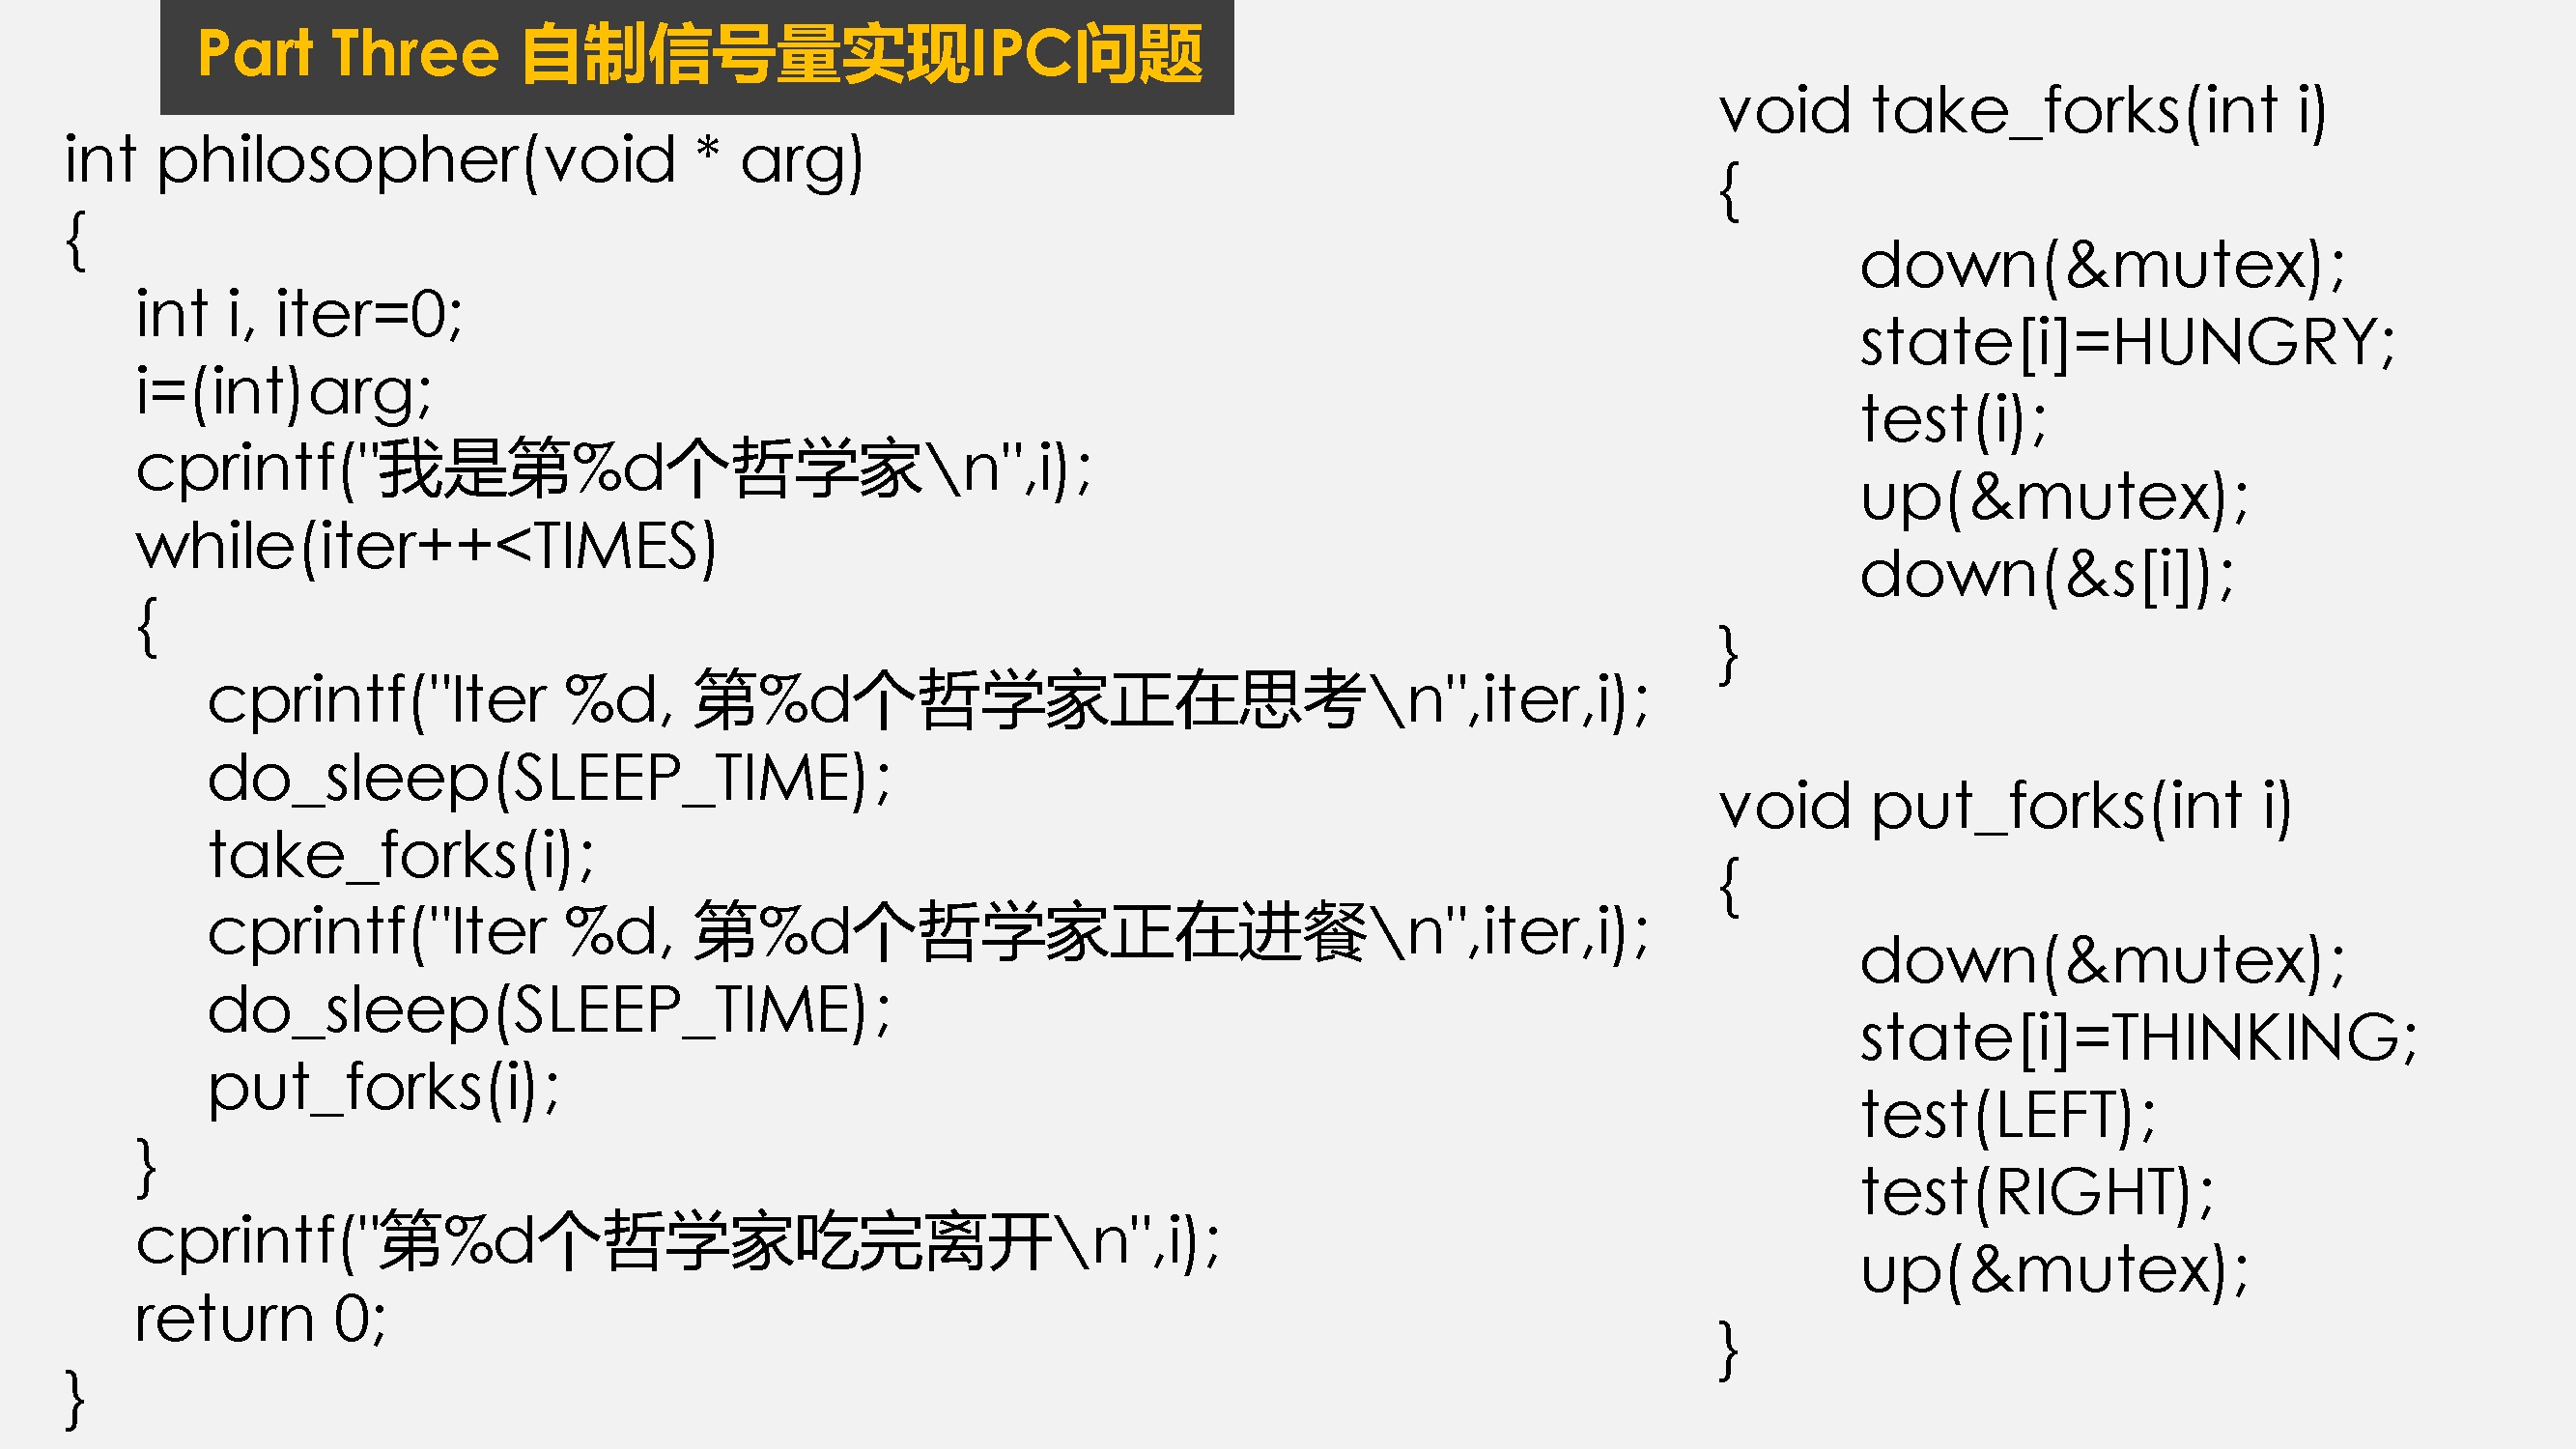 Part Three 自制信号量实现IPC问题
int philosopher(void * arg)
{
int i, iter=0;
i=(int)arg;
cprintf("我是第%d个哲学家\n",i);
while(iter++<TIMES)
{
cprintf("Iter %d, 第%d个哲学家正在思考\n",iter,i);
do_sleep(SLEEP_TIME);
take_forks(i);
cprintf("Iter %d, 第%d个哲学家正在进餐\n",iter,i);
do_sleep(SLEEP_TIME);
put_forks(i);
}
cprintf("第%d个哲学家吃完离开\n",i);
return 0;
}
void take_forks(int i)
{
down(&mutex);
state[i]=HUNGRY;
test(i);
up(&mutex);
down(&s[i]);
}
void put_forks(int i)
{
down(&mutex);
state[i]=THINKING;
test(LEFT);
test(RIGHT);
up(&mutex);
}